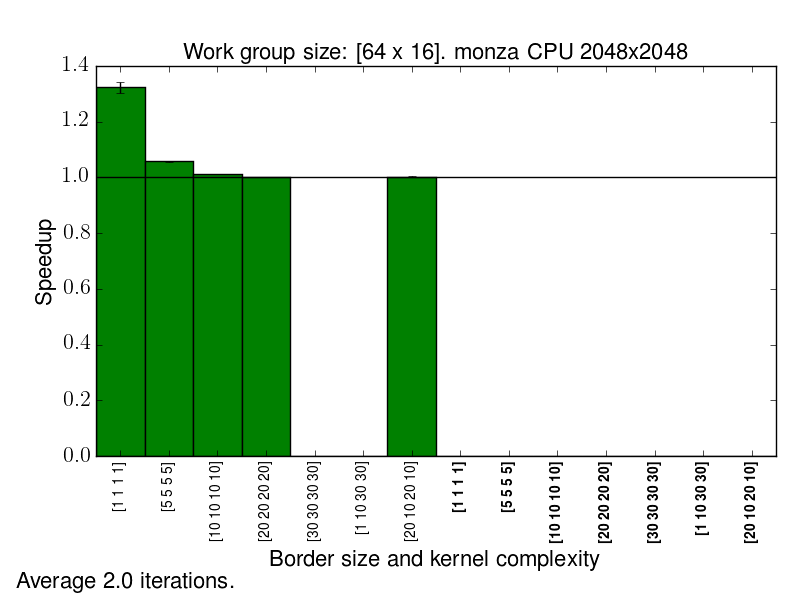 Work group size: [64 x 16]. monza CPU 2048x2048
1.4
1.2
1.0
0.8
0.6
0.4
0.2
0.0
Speedup
[1 1 1 1]
[5 5 5 5]
[10 10 10 10]
[20 20 20 20]
[30 30 30 30]
[1 10 30 30]
[20 10 20 10]
[1 1 1 1]
[5 5 5 5]
[10 10 10 10]
[20 20 20 20]
[30 30 30 30]
[1 10 30 30]
[20 10 20 10]
Border size and kernel complexity
Average 2.0 iterations.